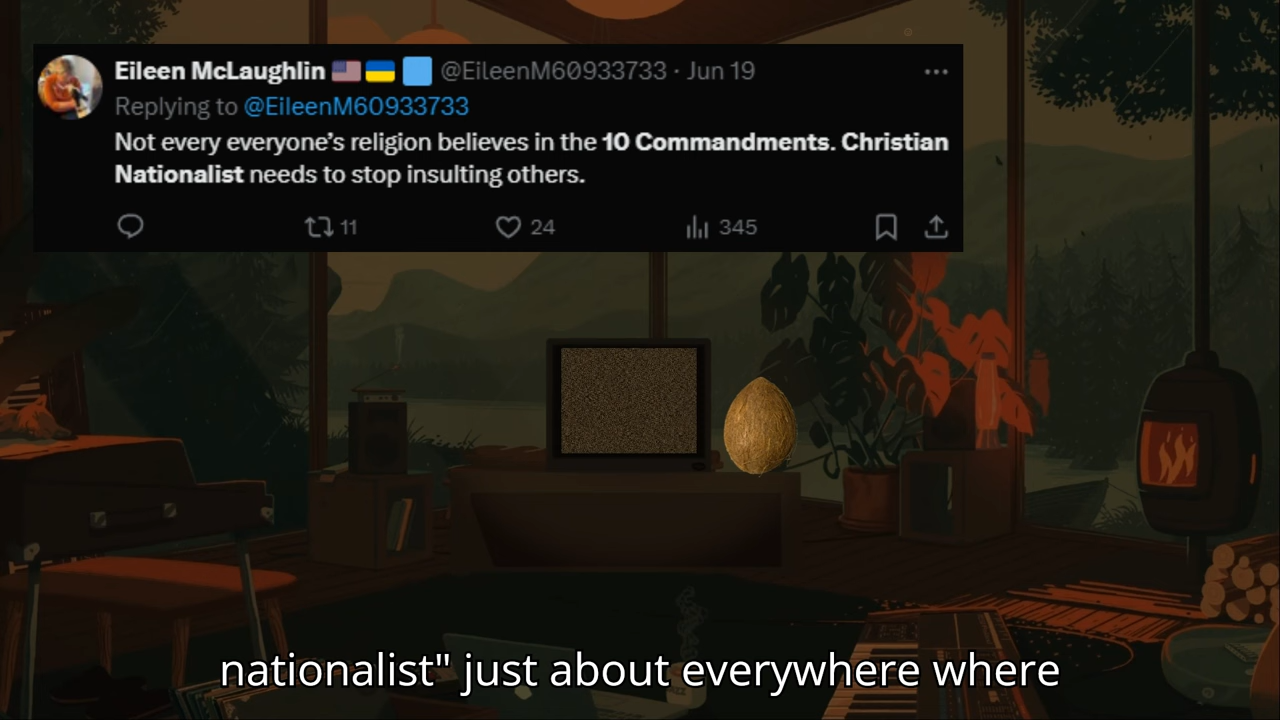 Eileen McLaughlin 🇺🇸🇺🇦🟦 @EileenM60933733 · Jun 19
Replying to @EileenM60933733
Not every everyone’s religion believes in the 10 Commandments. Christian
Nationalist needs to stop insulting others.
11 24 345
nationalist" just about everywhere where